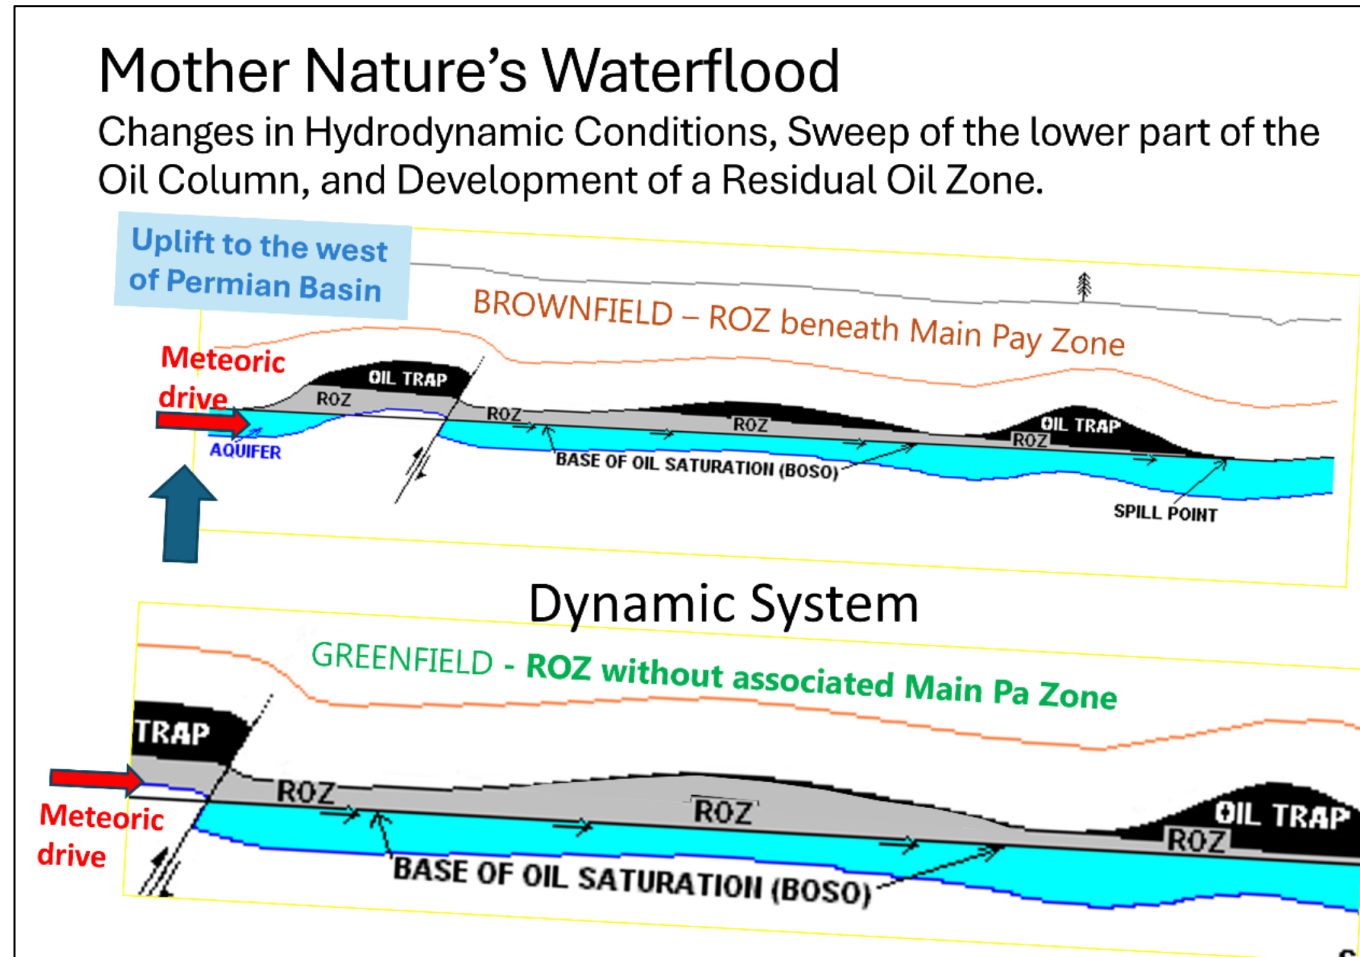 Mother Nature's Waterflood
Changes in Hydrodynamic Conditions, Sweep of the lower part of the
Oil Column, and Development of a Residual Oil Zone.
Uplift to the west
of Permian Basin
BROWNFIELD – ROZ beneath Main Pay Zone
Meteoric
drive
OIL TRAP
ROZ
ROZ
ROZ
OIL TRAP
ROZ
AQUIFER
BASE OF OIL SATURATION (BOSO)
SPILL POINT
Dynamic System
GREENFIELD - ROZ without associated Main Pa Zone
TRAP
ROZ
ROZ
OIL TRAP
ROZ
Meteoric
drive
BASE OF OIL SATURATION (BOSO)